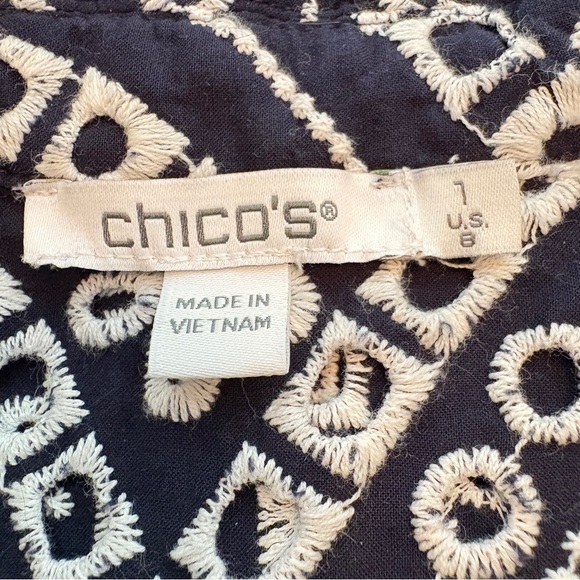 chico's®
1
U.S.
8
MADE IN
VIETNAM